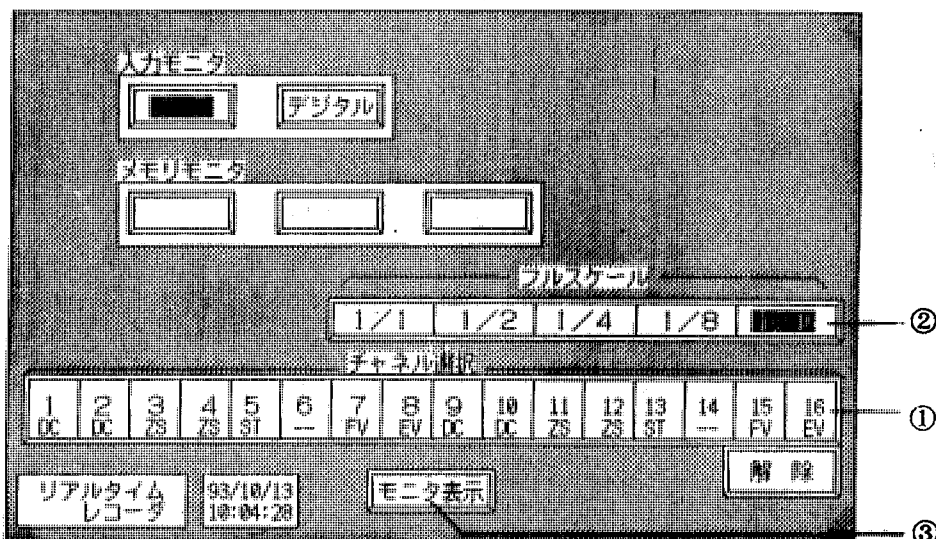 入力モニタ
デジタル
メモリモニタ
フルスケール
1/1 1/2 1/4 1/8
②
チャネル選択
1 2 3 4 5 6 7 8 9 10 11 12 13 14 15 16
DC DC ZS ZS ST -- FV EV DC DC ZS ZS ST -- FV EV
①
解除
リアルタイム
レコーダ
93/10/13
10:04:28
モニタ表示
③